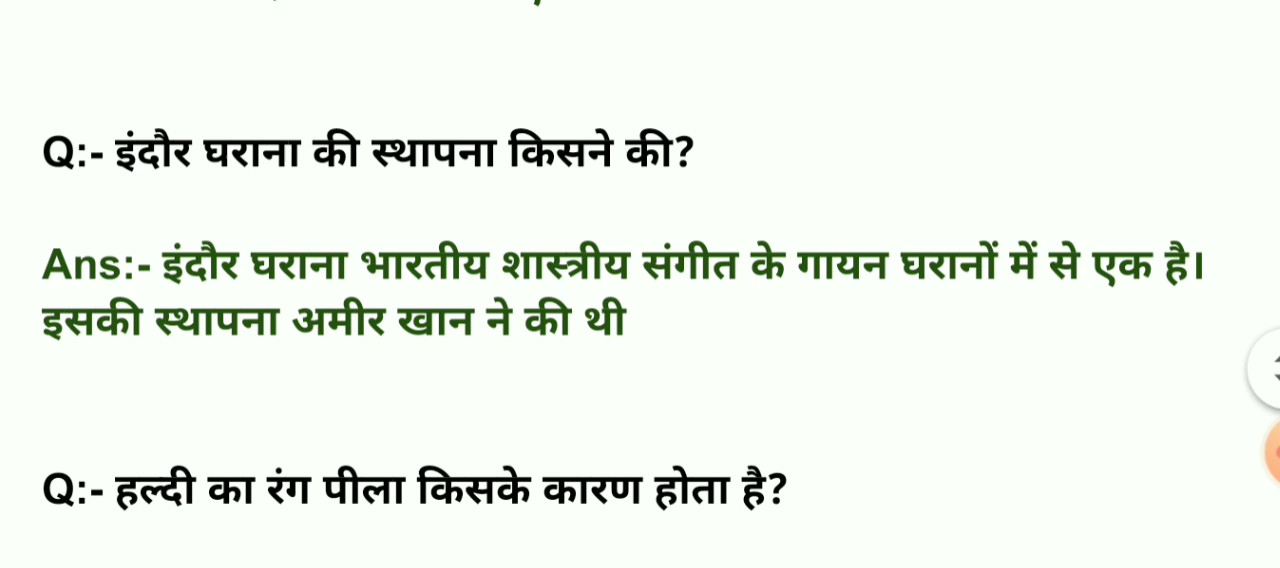 Q:- इंदौर घराना की स्थापना किसने की?
Ans:- इंदौर घराना भारतीय शास्त्रीय संगीत के गायन घरानों में से एक है।
इसकी स्थापना अमीर खान ने की थी
Q:- हल्दी का रंग पीला किसके कारण होता है?